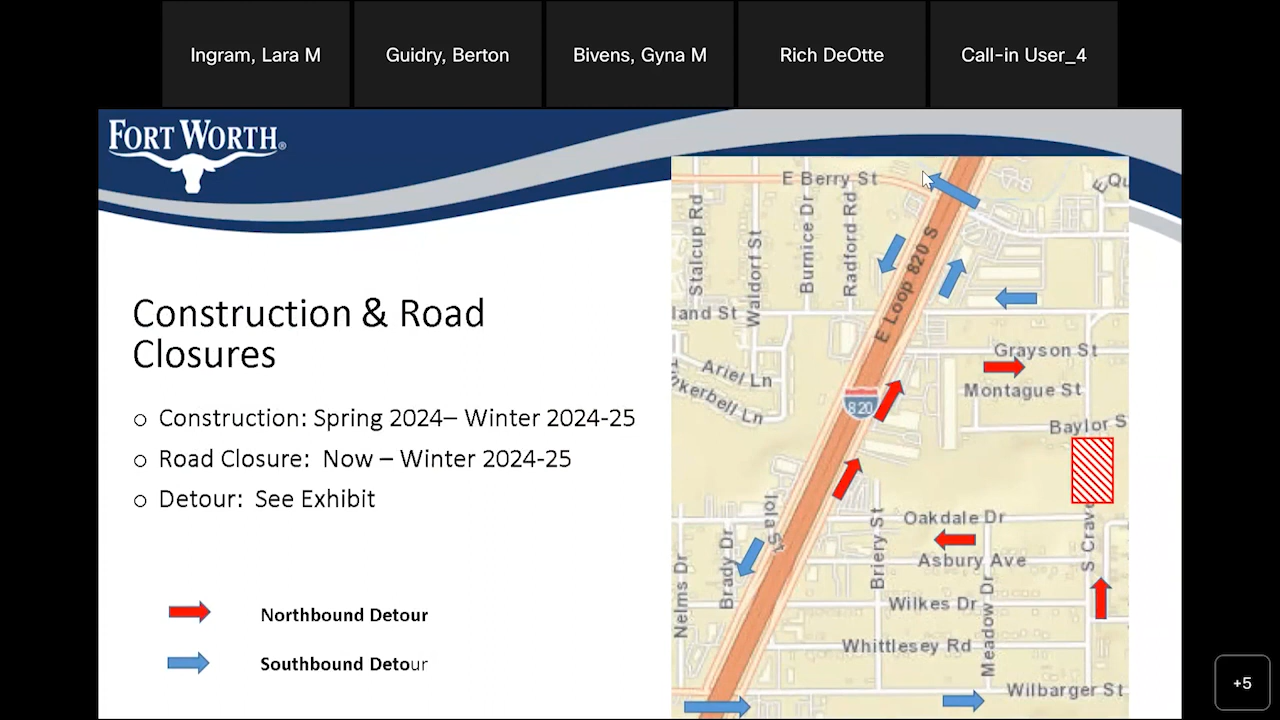 Ingram, Lara M
Guidry, Berton
Bivens, Gyna M
Rich DeOtte
Call-in User_4
FORT WORTH®
Construction & Road
Closures
o Construction: Spring 2024– Winter 2024-25
o Road Closure: Now – Winter 2024-25
o Detour: See Exhibit
Northbound Detour
Southbound Detour
E Berry St
E Qu
Stalcup Rd
Waldorf St
Burnice Dr
Radford Rd
E Loop 820 S
land St
Grayson St
Ariel Ln
Montague St
kerbell Ln
820
Baylor S
Iola St
Oakdale Dr
S Crav
Nelms Dr
Brady Dr
Briery St
Asbury Ave
Wilkes Dr
Meadow Dr
Whittlesey Rd
Wilbarger St
+5